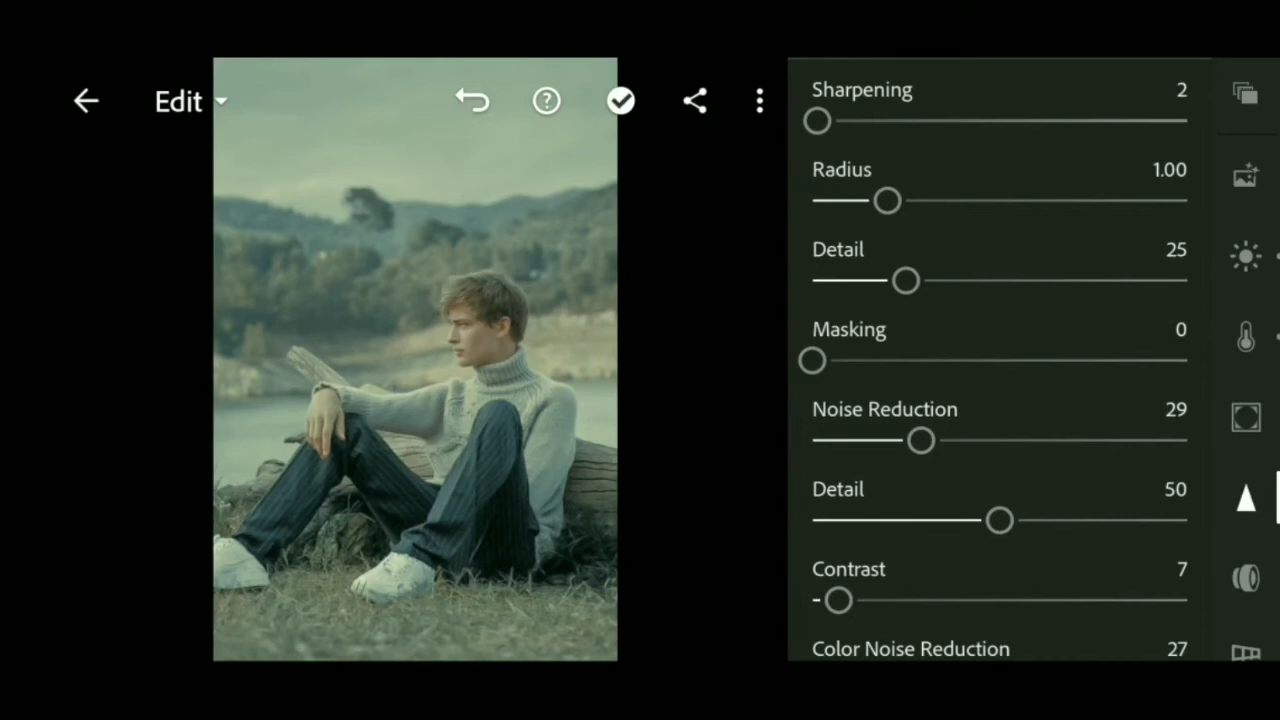 Edit
Sharpening 2
Radius 1.00
Detail 25
Masking 0
Noise Reduction 29
Detail 50
Contrast 7
Color Noise Reduction 27